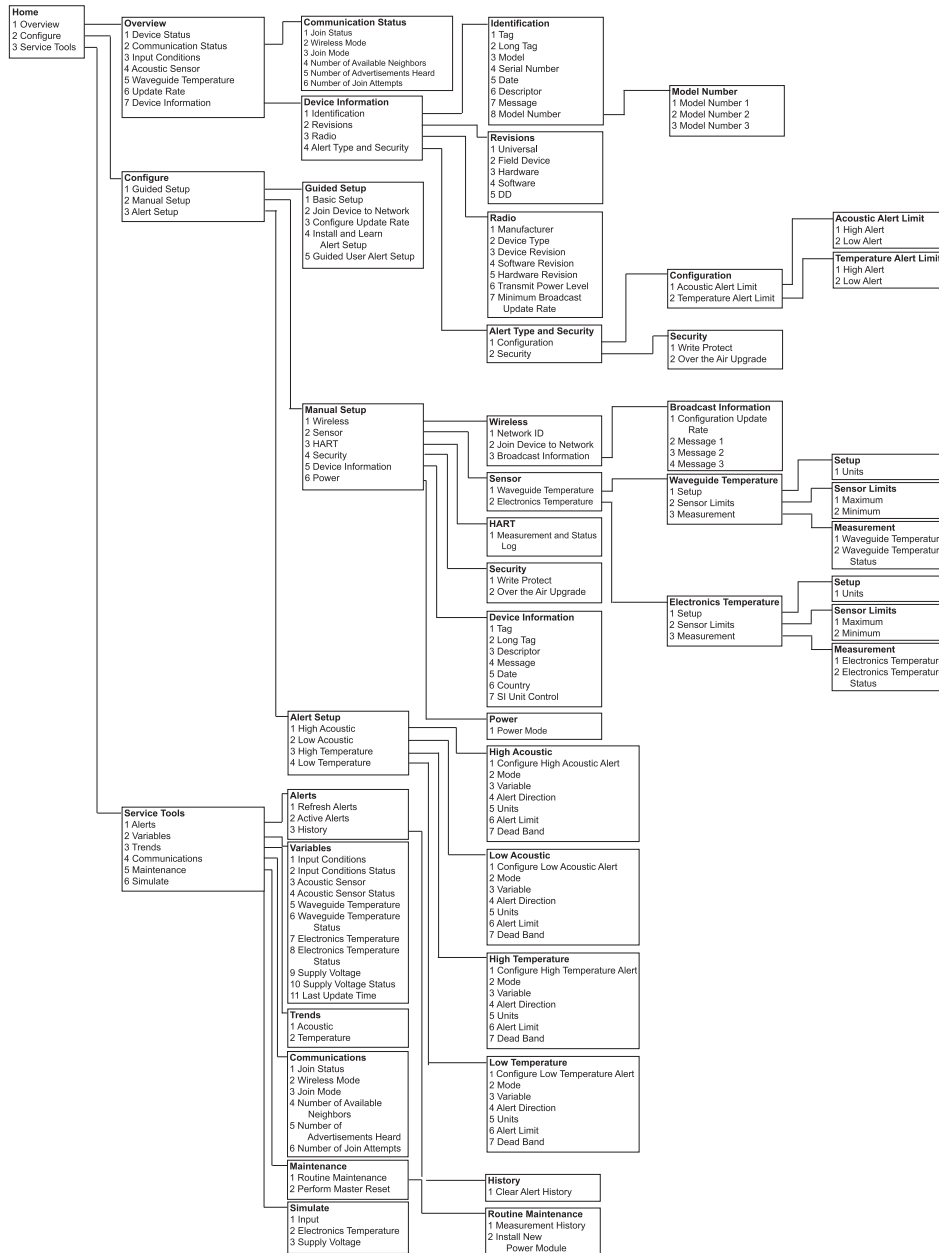 Home
1 Overview
2 Configure
3 Service Tools
Overview
1 Device Status
2 Communication Status
3 Input Conditions
4 Acoustic Sensor
5 Waveguide Temperature
6 Update Rate
7 Device Information
Communication Status
1 Join Status
2 Wireless Mode
3 Join Mode
4 Number of Available Neighbors
5 Number of Advertisements Heard
6 Number of Join Attempts
Device Information
1 Identification
2 Revisions
3 Radio
4 Alert Type and Security
Identification
1 Tag
2 Long Tag
3 Model
4 Serial Number
5 Date
6 Descriptor
7 Message
8 Model Number
Model Number
1 Model Number 1
2 Model Number 2
3 Model Number 3
Revisions
1 Universal
2 Field Device
3 Hardware
4 Software
5 DD
Radio
1 Manufacturer
2 Device Type
3 Device Revision
4 Software Revision
5 Hardware Revision
6 Transmit Power Level
7 Minimum Broadcast
Update Rate
Alert Type and Security
1 Configuration
2 Security
Configuration
1 Acoustic Alert Limit
2 Temperature Alert Limit
Acoustic Alert Limit
1 High Alert
2 Low Alert
Temperature Alert Limit
1 High Alert
2 Low Alert
Security
1 Write Protect
2 Over the Air Upgrade
Configure
1 Guided Setup
2 Manual Setup
3 Alert Setup
Guided Setup
1 Basic Setup
2 Join Device to Network
3 Configure Update Rate
4 Install and Learn
Alert Setup
5 Guided User Alert Setup
Manual Setup
1 Wireless
2 Sensor
3 HART
4 Security
5 Device Information
6 Power
Wireless
1 Network ID
2 Join Device to Network
3 Broadcast Information
Broadcast Information
1 Configuration Update
Rate
2 Message 1
3 Message 2
4 Message 3
Sensor
1 Waveguide Temperature
2 Electronics Temperature
Waveguide Temperature
1 Setup
2 Sensor Limits
3 Measurement
Setup
1 Units
Sensor Limits
1 Maximum
2 Minimum
Measurement
1 Waveguide Temperature
2 Waveguide Temperature
Status
HART
1 Measurement and Status
Log
Security
1 Write Protect
2 Over the Air Upgrade
Electronics Temperature
1 Setup
2 Sensor Limits
3 Measurement
Setup
1 Units
Sensor Limits
1 Maximum
2 Minimum
Measurement
1 Electronics Temperature
2 Electronics Temperature
Status
Device Information
1 Tag
2 Long Tag
3 Descriptor
4 Message
5 Date
6 Country
7 SI Unit Control
Power
1 Power Mode
Alert Setup
1 High Acoustic
2 Low Acoustic
3 High Temperature
4 Low Temperature
High Acoustic
1 Configure High Acoustic Alert
2 Mode
3 Variable
4 Alert Direction
5 Units
6 Alert Limit
7 Dead Band
Low Acoustic
1 Configure Low Acoustic Alert
2 Mode
3 Variable
4 Alert Direction
5 Units
6 Alert Limit
7 Dead Band
High Temperature
1 Configure High Temperature Alert
2 Mode
3 Variable
4 Alert Direction
5 Units
6 Alert Limit
7 Dead Band
Low Temperature
1 Configure Low Temperature Alert
2 Mode
3 Variable
4 Alert Direction
5 Units
6 Alert Limit
7 Dead Band
Service Tools
1 Alerts
2 Variables
3 Trends
4 Communications
5 Maintenance
6 Simulate
Alerts
1 Refresh Alerts
2 Active Alerts
3 History
Variables
1 Input Conditions
2 Input Conditions Status
3 Acoustic Sensor
4 Acoustic Sensor Status
5 Waveguide Temperature
6 Waveguide Temperature
Status
7 Electronics Temperature
8 Electronics Temperature
Status
9 Supply Voltage
10 Supply Voltage Status
11 Last Update Time
Trends
1 Acoustic
2 Temperature
Communications
1 Join Status
2 Wireless Mode
3 Join Mode
4 Number of Available
Neighbors
5 Number of
Advertisements Heard
6 Number of Join Attempts
Maintenance
1 Routine Maintenance
2 Perform Master Reset
Simulate
1 Input
2 Electronics Temperature
3 Supply Voltage
History
1 Clear Alert History
Routine Maintenance
1 Measurement History
2 Install New
Power Module